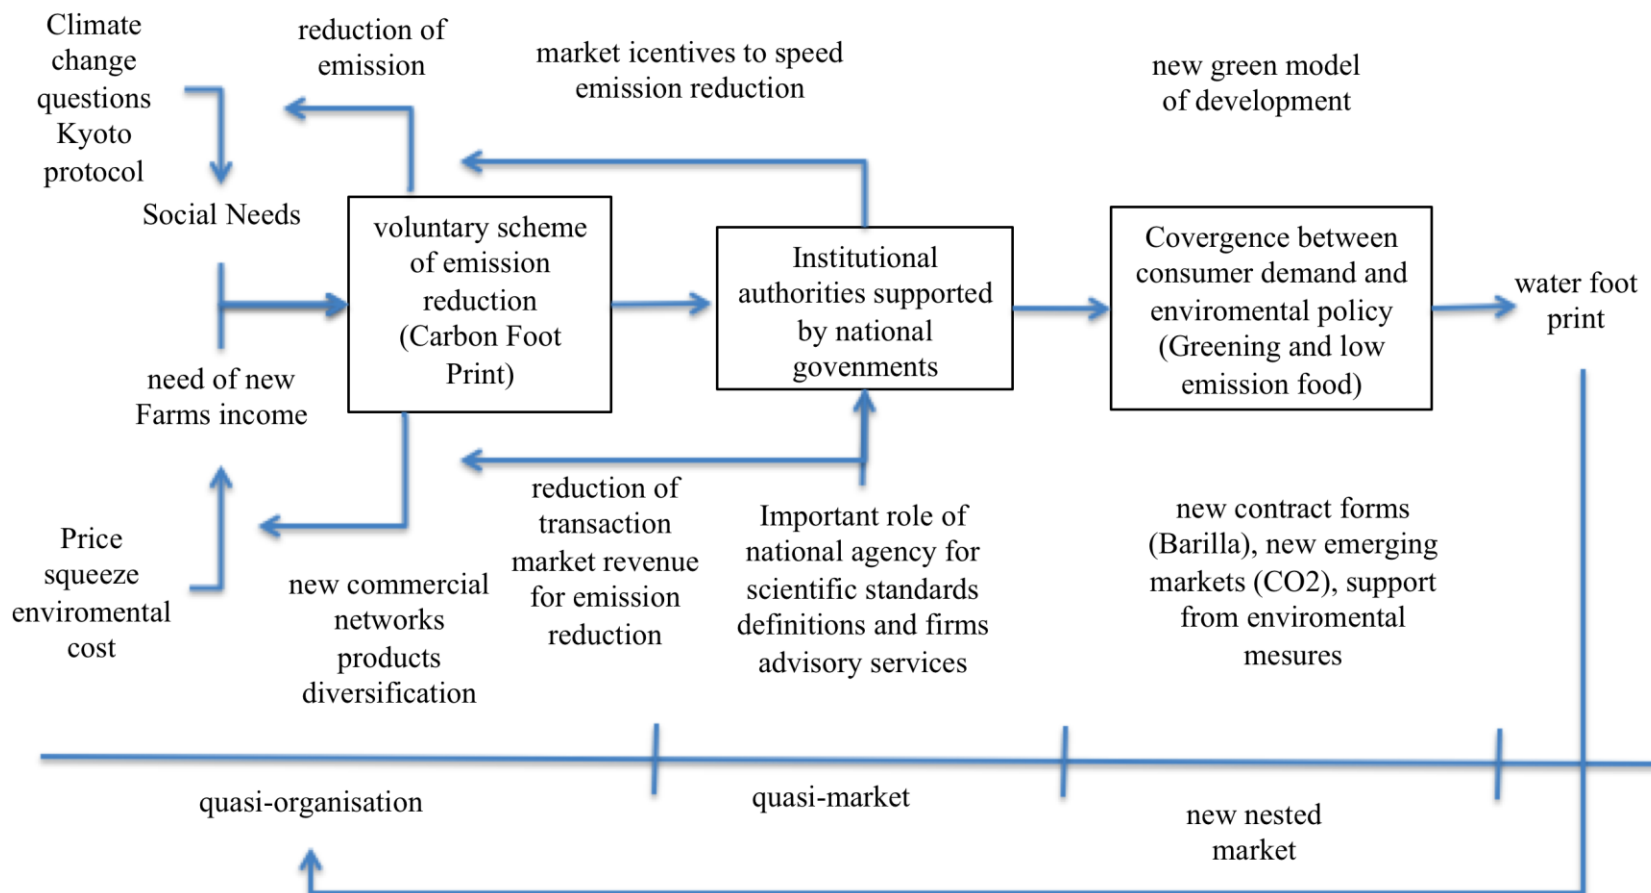 Climate
change
questions
Kyoto
protocol
reduction of
emission
market icentives to speed
emission reduction
new green model
of development
Social Needs
voluntary scheme
of emission
reduction
(Carbon Foot
Print)
Institutional
authorities supported
by national
govenments
Covergence between
consumer demand and
enviromental policy
(Greening and low
emission food)
water foot
print
need of new
Farms income
Price
squeeze
enviromental
cost
new commercial
networks
products
diversification
reduction of
transaction
market revenue
for emission
reduction
Important role of
national agency for
scientific standards
definitions and firms
advisory services
new contract forms
(Barilla), new emerging
markets (CO2), support
from enviromental
mesures
quasi-organisation
quasi-market
new nested
market